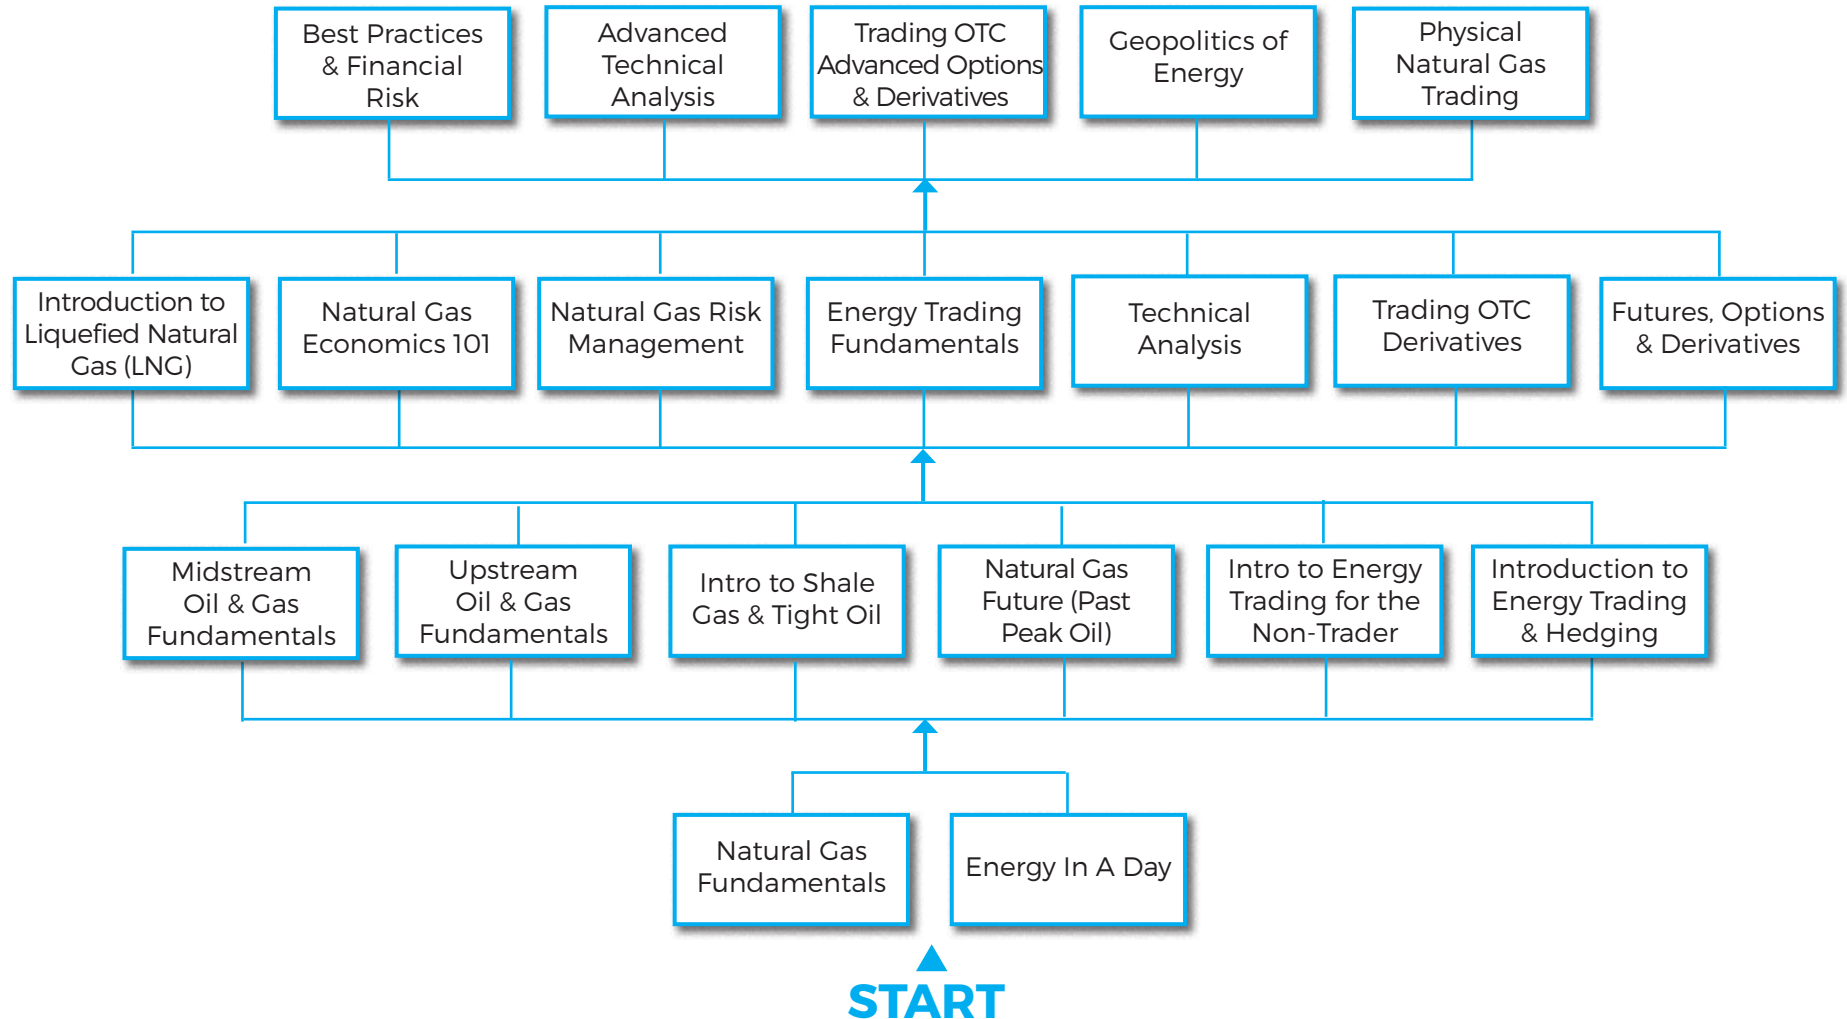 Best Practices
& Financial
Risk
Advanced
Technical
Analysis
Trading OTC
Advanced Options
& Derivatives
Geopolitics of
Energy
Physical
Natural Gas
Trading
Introduction to
Liquefied Natural
Gas (LNG)
Natural Gas
Economics 101
Natural Gas Risk
Management
Energy Trading
Fundamentals
Technical
Analysis
Trading OTC
Derivatives
Futures, Options
& Derivatives
Midstream
Oil & Gas
Fundamentals
Upstream
Oil & Gas
Fundamentals
Intro to Shale
Gas & Tight Oil
Natural Gas
Future (Past
Peak Oil)
Intro to Energy
Trading for the
Non-Trader
Introduction to
Energy Trading
& Hedging
Natural Gas
Fundamentals
Energy In A Day
START